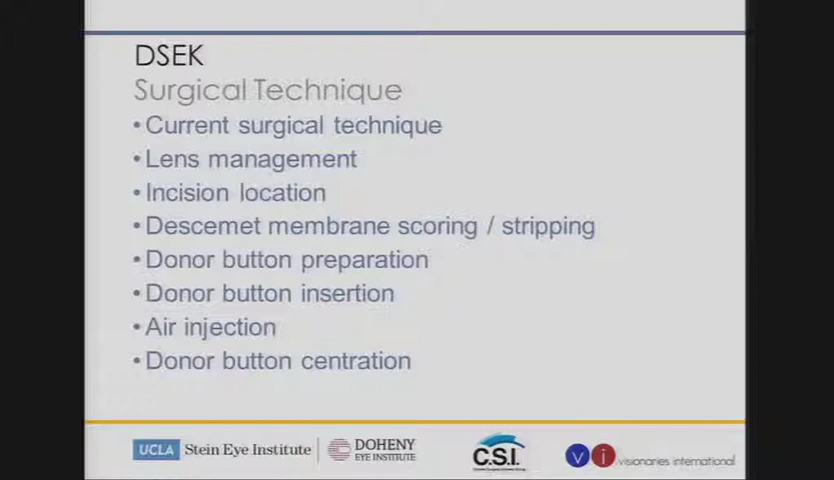 DSEK
Surgical Technique
• Current surgical technique
• Lens management
• Incision location
• Descemet membrane scoring / stripping
• Donor button preparation
• Donor button insertion
• Air injection
• Donor button centration
UCLA Stein Eye Institute
DOHENY
EYE INSTITUTE
C.S.I.
vi visionaries international